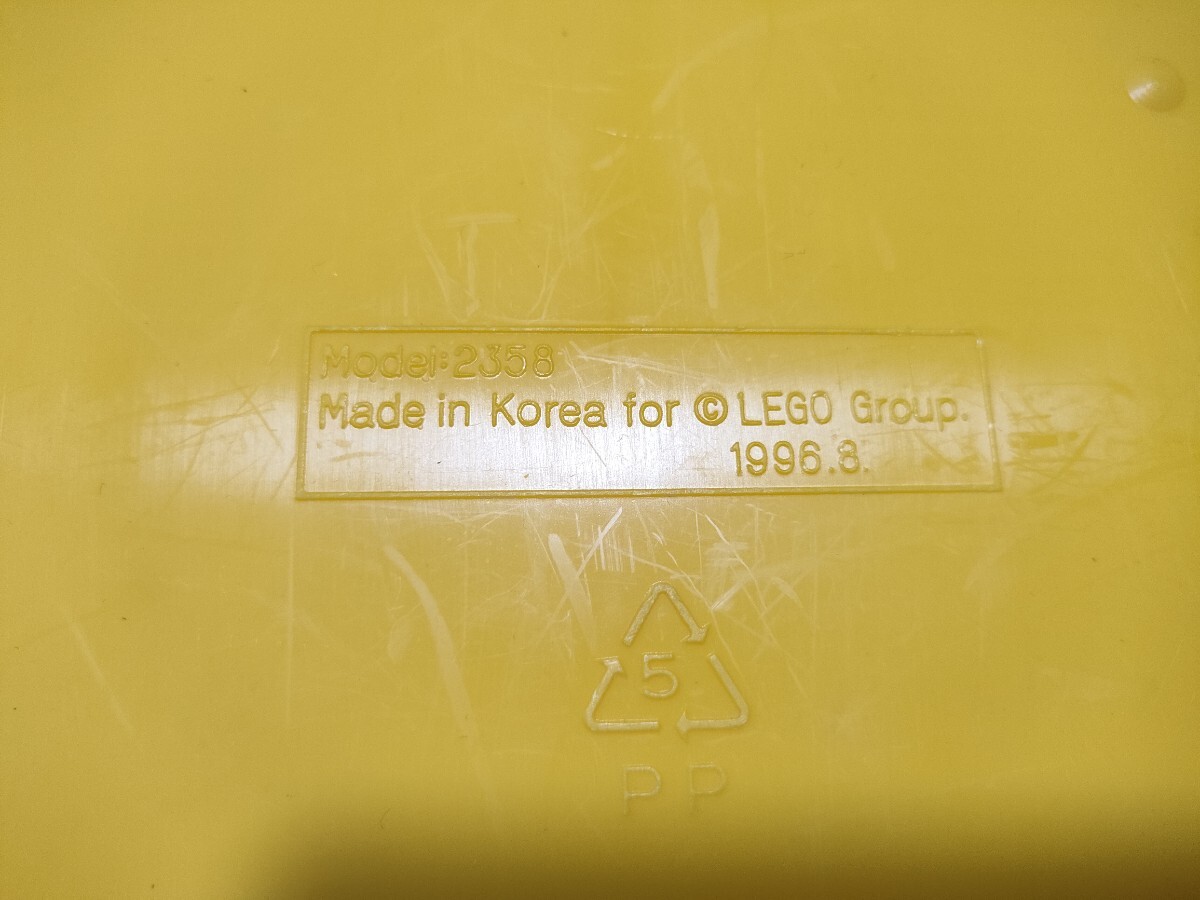 Model:2358
Made in Korea for © LEGO Group.
1996.8.
5
PP